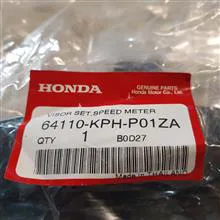 HONDA
Genuine Parts
Honda Motor Co., Ltd.
VISOR SET,SPEED METER
64110-KPH-P01ZA
QTY 1 B0D27